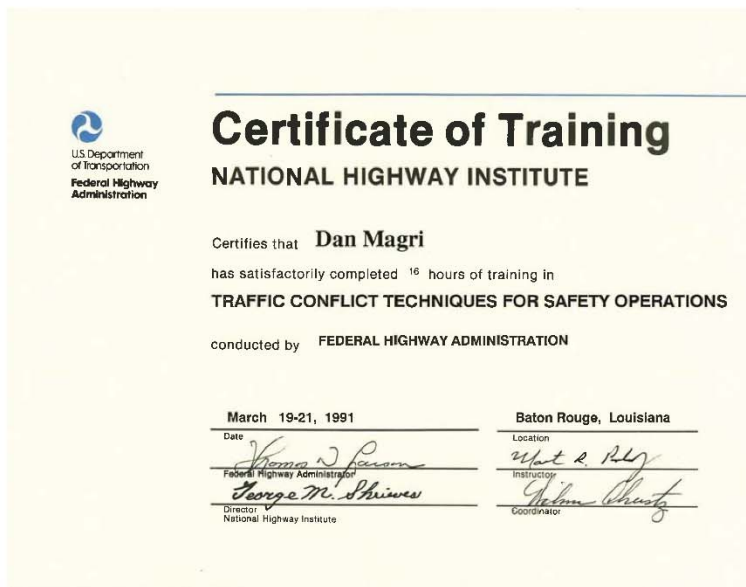 U.S. Department
of Transportation
Federal Highway
Administration
Certificate of Training
NATIONAL HIGHWAY INSTITUTE
Certifies that Dan Magri
has satisfactorily completed 16 hours of training in
TRAFFIC CONFLICT TECHNIQUES FOR SAFETY OPERATIONS
conducted by FEDERAL HIGHWAY ADMINISTRATION
March 19-21, 1991
Date
Thomas D Larson
Federal Highway Administrator
George M. Shrieves
Director
National Highway Institute
Baton Rouge, Louisiana
Location
R.
Instructor
Coordinator